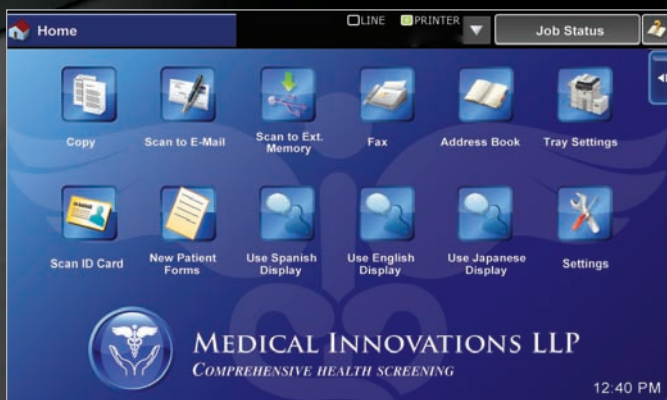 Home
LINE
PRINTER
Job Status
Copy
Scan to E-Mail
Scan to Ext.
Memory
Fax
Address Book
Tray Settings
Scan ID Card
New Patient
Forms
Use Spanish
Display
Use English
Display
Use Japanese
Display
Settings
MEDICAL INNOVATIONS LLP
COMPREHENSIVE HEALTH SCREENING
12:40 PM